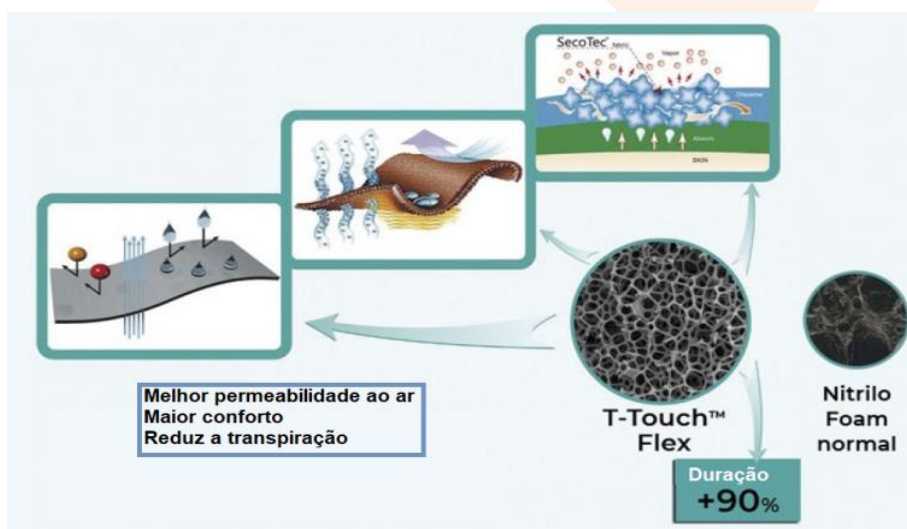 SecoTec® fabric
Vapor
Disperse
Absorb
SKIN
Melhor permeabilidade ao ar
Maior conforto
Reduz a transpiração
T-Touch™
Flex
Nitrilo
Foam
normal
Duração
+90%